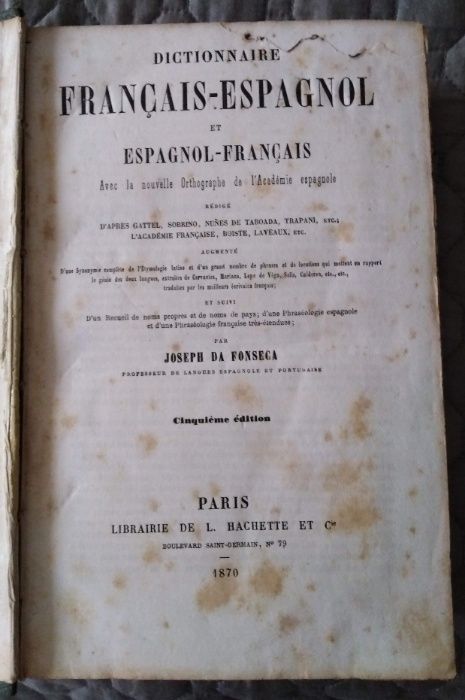 DICTIONNAIRE
FRANÇAIS-ESPAGNOL
ET
ESPAGNOL-FRANÇAIS
Avec la nouvelle Orthographe de l'Académie espagnole
RÉDIGÉ
D'APRÈS GATTEL, SOBRINO, NUÑES DE TABOADA, TRAPANI, ETC.;
L'ACADÉMIE FRANÇAISE, BOISTE, LAVEAUX, ETC.
AUGMENTÉ
D'une Synonymie complète de l'Étymologie latine et d'un grand nombre de phrases et de locutions qui mettent en rapport
le génie des deux langues, extraites de Cervantes, Mariana, Lope de Véga, Solis, Calderon, etc., etc.,
traduites par les meilleurs écrivains français;
ET SUIVI
D'un Recueil de noms propres et de noms de pays; d'une Phraséologie espagnole
et d'une Phraséologie française très-étendues;
PAR
JOSEPH DA FONSECA
PROFESSEUR DE LANGUES ESPAGNOLE ET PORTUGAISE
Cinquième édition
PARIS
LIBRAIRIE DE L. HACHETTE ET Cie
BOULEVARD SAINT-GERMAIN, No 79
1870